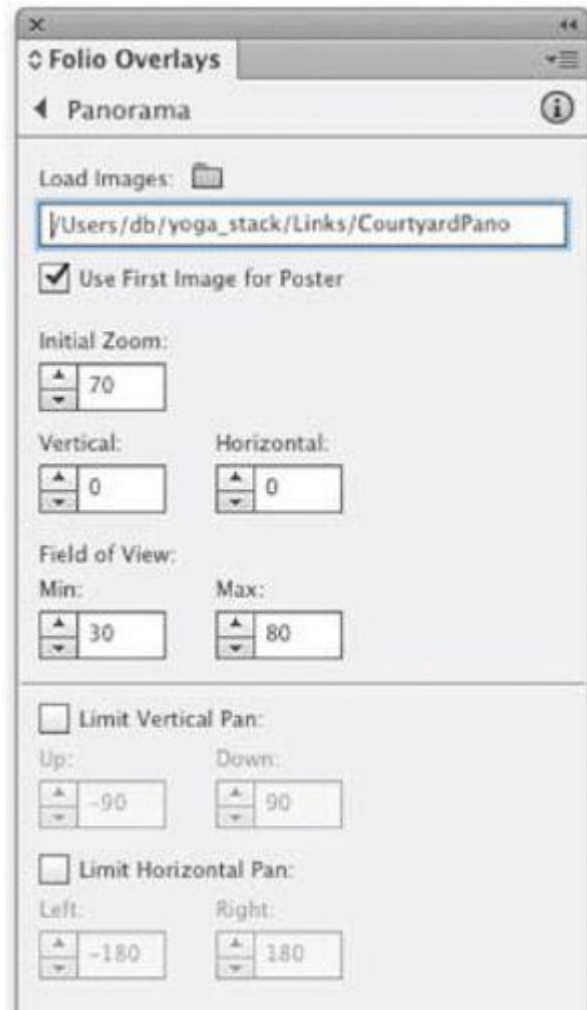 Folio Overlays
Panorama
Load Images:
/Users/db/yoga_stack/Links/CourtyardPano
Use First Image for Poster
Initial Zoom:
70
Vertical: Horizontal:
0 0
Field of View:
Min: Max:
30 80
Limit Vertical Pan:
Up: Down:
-90 90
Limit Horizontal Pan:
Left: Right:
-180 180